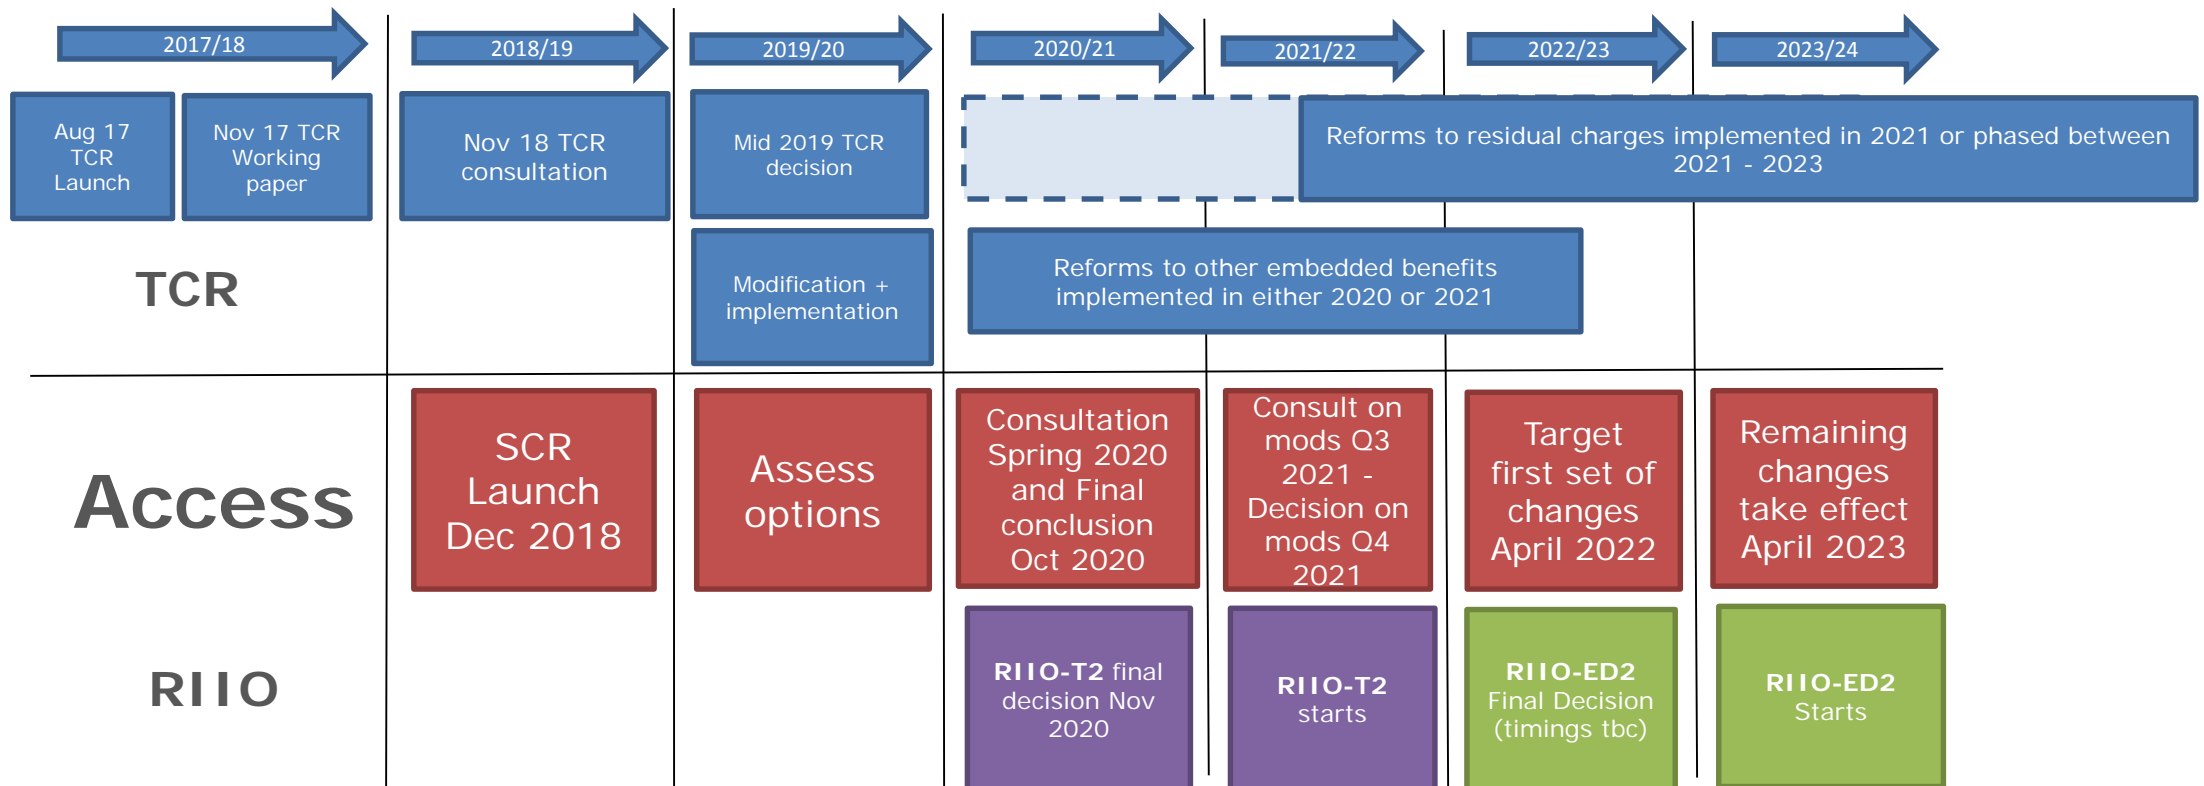 2017/18
2018/19
2019/20
2020/21
2021/22
2022/23
2023/24
Aug 17
TCR
Launch
Nov 17 TCR
Working
paper
Nov 18 TCR
consultation
Mid 2019 TCR
decision
Reforms to residual charges implemented in 2021 or phased between
2021 - 2023
TCR
Modification +
implementation
Reforms to other embedded benefits
implemented in either 2020 or 2021
Access
SCR
Launch
Dec 2018
Assess
options
Consultation
Spring 2020
and Final
conclusion
Oct 2020
Consult on
mods Q3
2021 -
Decision on
mods Q4
2021
Target
first set of
changes
April 2022
Remaining
changes
take effect
April 2023
RIIO
RIIO-T2 final
decision Nov
2020
RIIO-T2
starts
RIIO-ED2
Final Decision
(timings tbc)
RIIO-ED2
Starts